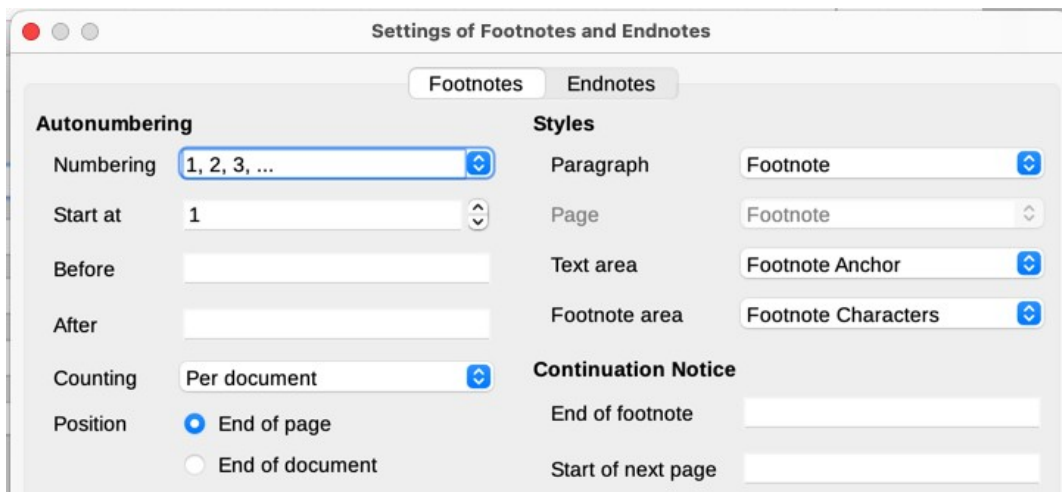 Settings of Footnotes and Endnotes
Footnotes Endnotes
Autonumbering
Numbering 1, 2, 3, ...
Start at 1
Before
After
Counting Per document
Position End of page
End of document
Styles
Paragraph Footnote
Page Footnote
Text area Footnote Anchor
Footnote area Footnote Characters
Continuation Notice
End of footnote
Start of next page